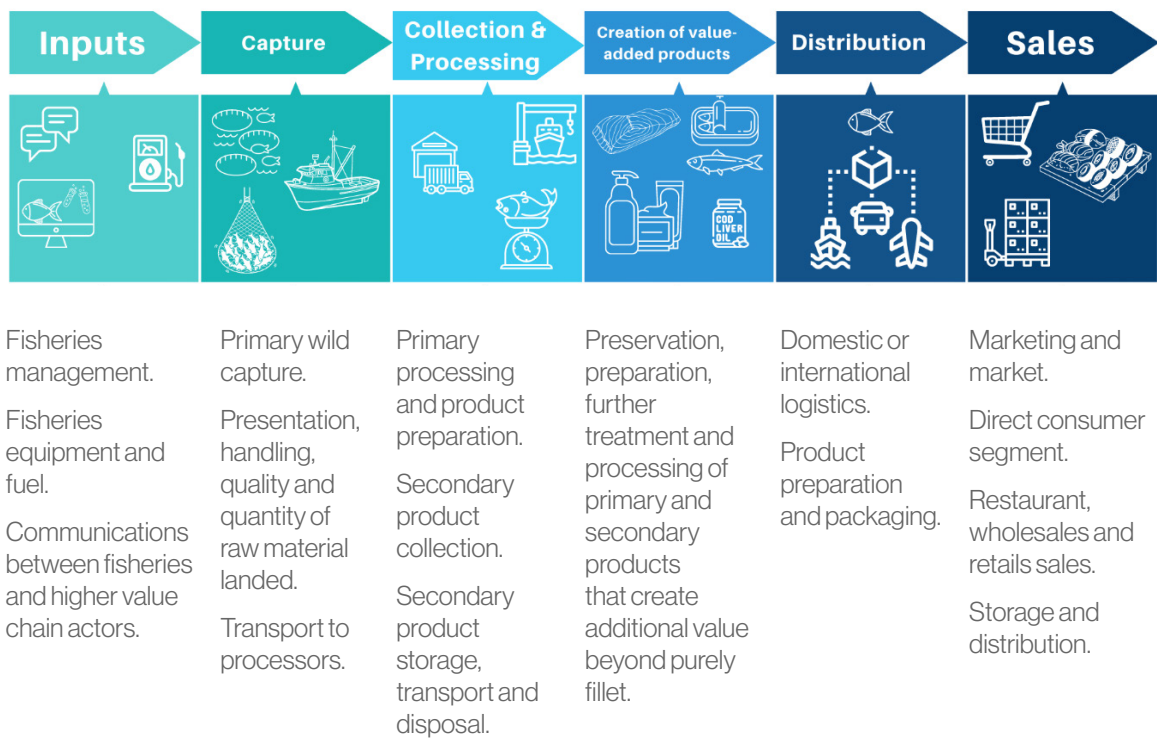 Inputs
Capture
Collection &
Processing
Creation of value-
added products
Distribution
Sales
COD
LIVER
OIL
Fisheries
management.
Fisheries
equipment and
fuel.
Communications
between fisheries
and higher value
chain actors.
Primary wild
capture.
Presentation,
handling,
quality and
quantity of
raw material
landed.
Transport to
processors.
Primary
processing
and product
preparation.
Secondary
product
collection.
Secondary
product
storage,
transport and
disposal.
Preservation,
preparation,
further
treatment and
processing of
primary and
secondary
products
that create
additional value
beyond purely
fillet.
Domestic or
international
logistics.
Product
preparation
and packaging.
Marketing and
market.
Direct consumer
segment.
Restaurant,
wholesales and
retails sales.
Storage and
distribution.